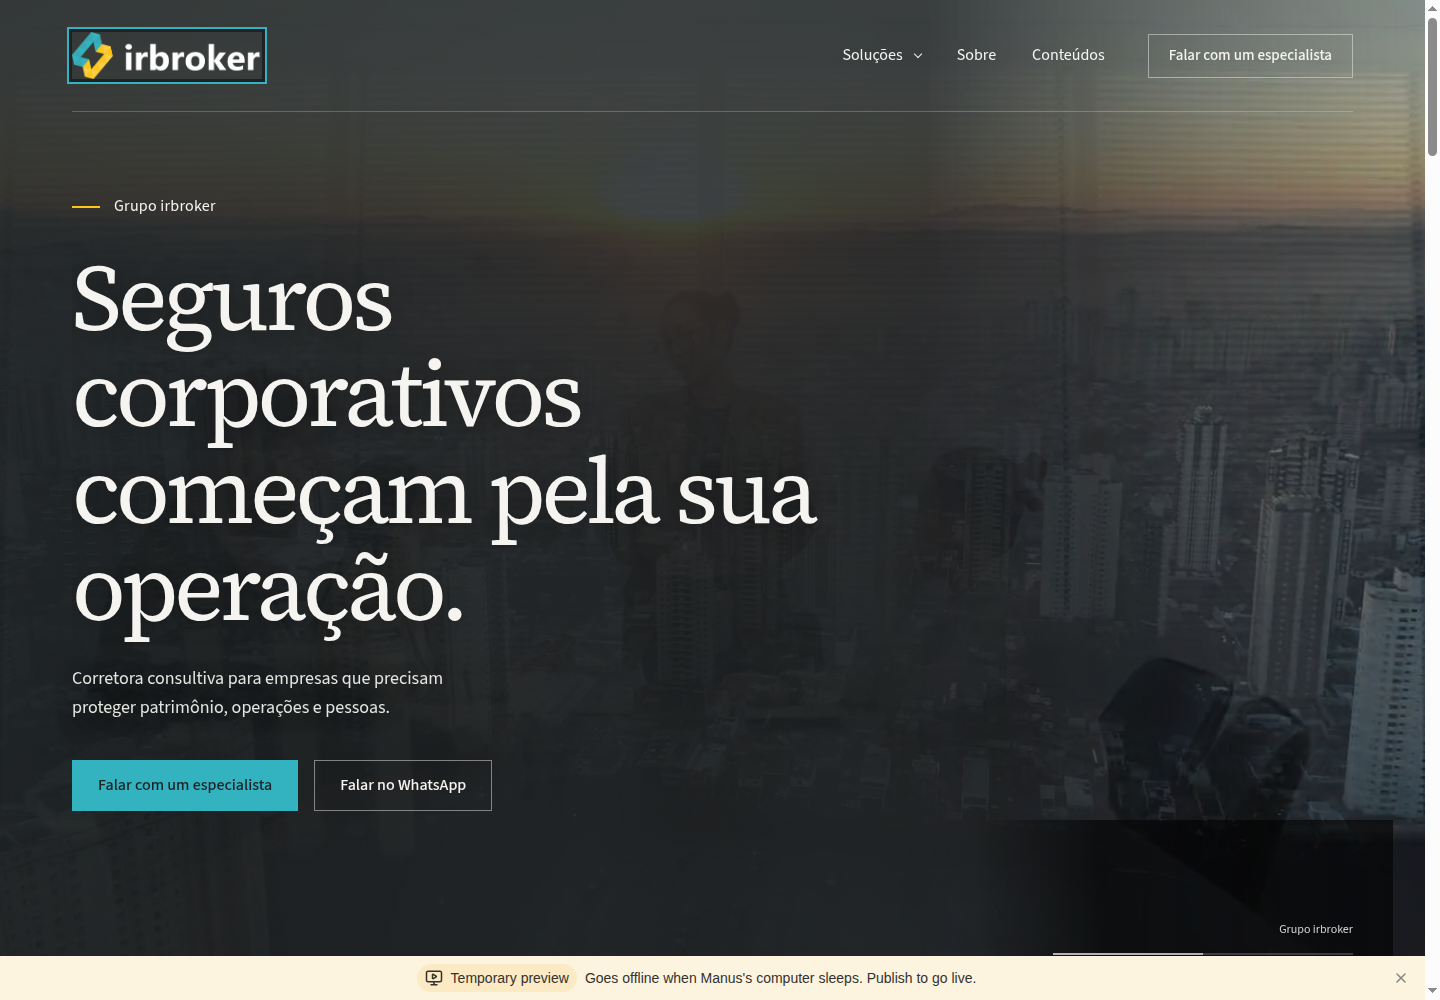 irbroker
Soluções
Sobre
Conteúdos
Falar com um especialista
Grupo irbroker
Seguros
corporativos
começam pela sua
operação.
Corretora consultiva para empresas que precisam
proteger patrimônio, operações e pessoas.
Falar com um especialista
Falar no WhatsApp
Grupo irbroker
Temporary preview
Goes offline when Manus's computer sleeps. Publish to go live.